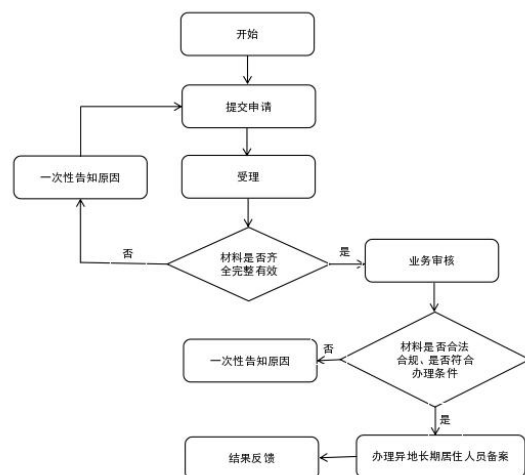 开始
提交申请
一次性告知原因
受理
材料是否齐
全完整有效
否
是
业务审核
材料是否合法
合规、是否符合
办理条件
否
一次性告知原因
是
办理异地长期居住人员备案
结果反馈